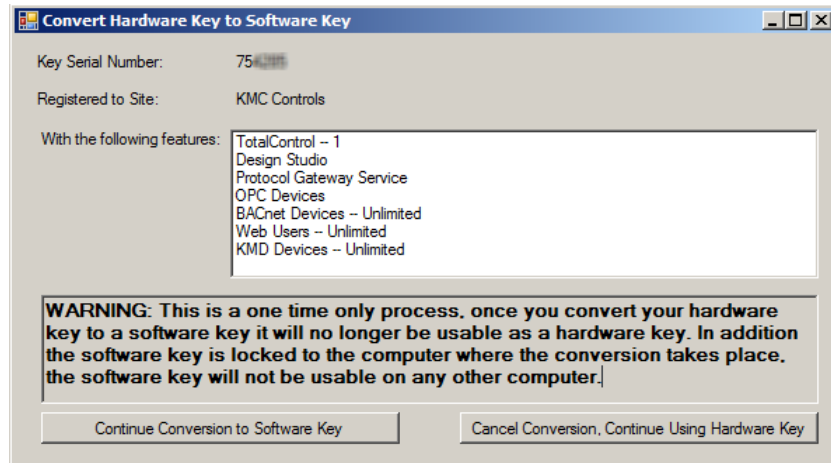 Convert Hardware Key to Software Key
Key Serial Number: 75
Registered to Site: KMC Controls
With the following features: TotalControl -- 1
Design Studio
Protocol Gateway Service
OPC Devices
BACnet Devices -- Unlimited
Web Users -- Unlimited
KMD Devices -- Unlimited
WARNING: This is a one time only process, once you convert your hardware
key to a software key it will no longer be usable as a hardware key. In addition
the software key is locked to the computer where the conversion takes place,
the software key will not be usable on any other computer.
Continue Conversion to Software Key
Cancel Conversion, Continue Using Hardware Key